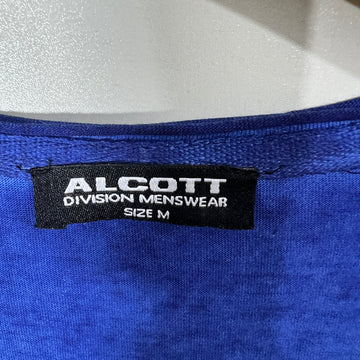 ALCOTT
DIVISION MENSWEAR
SIZE M